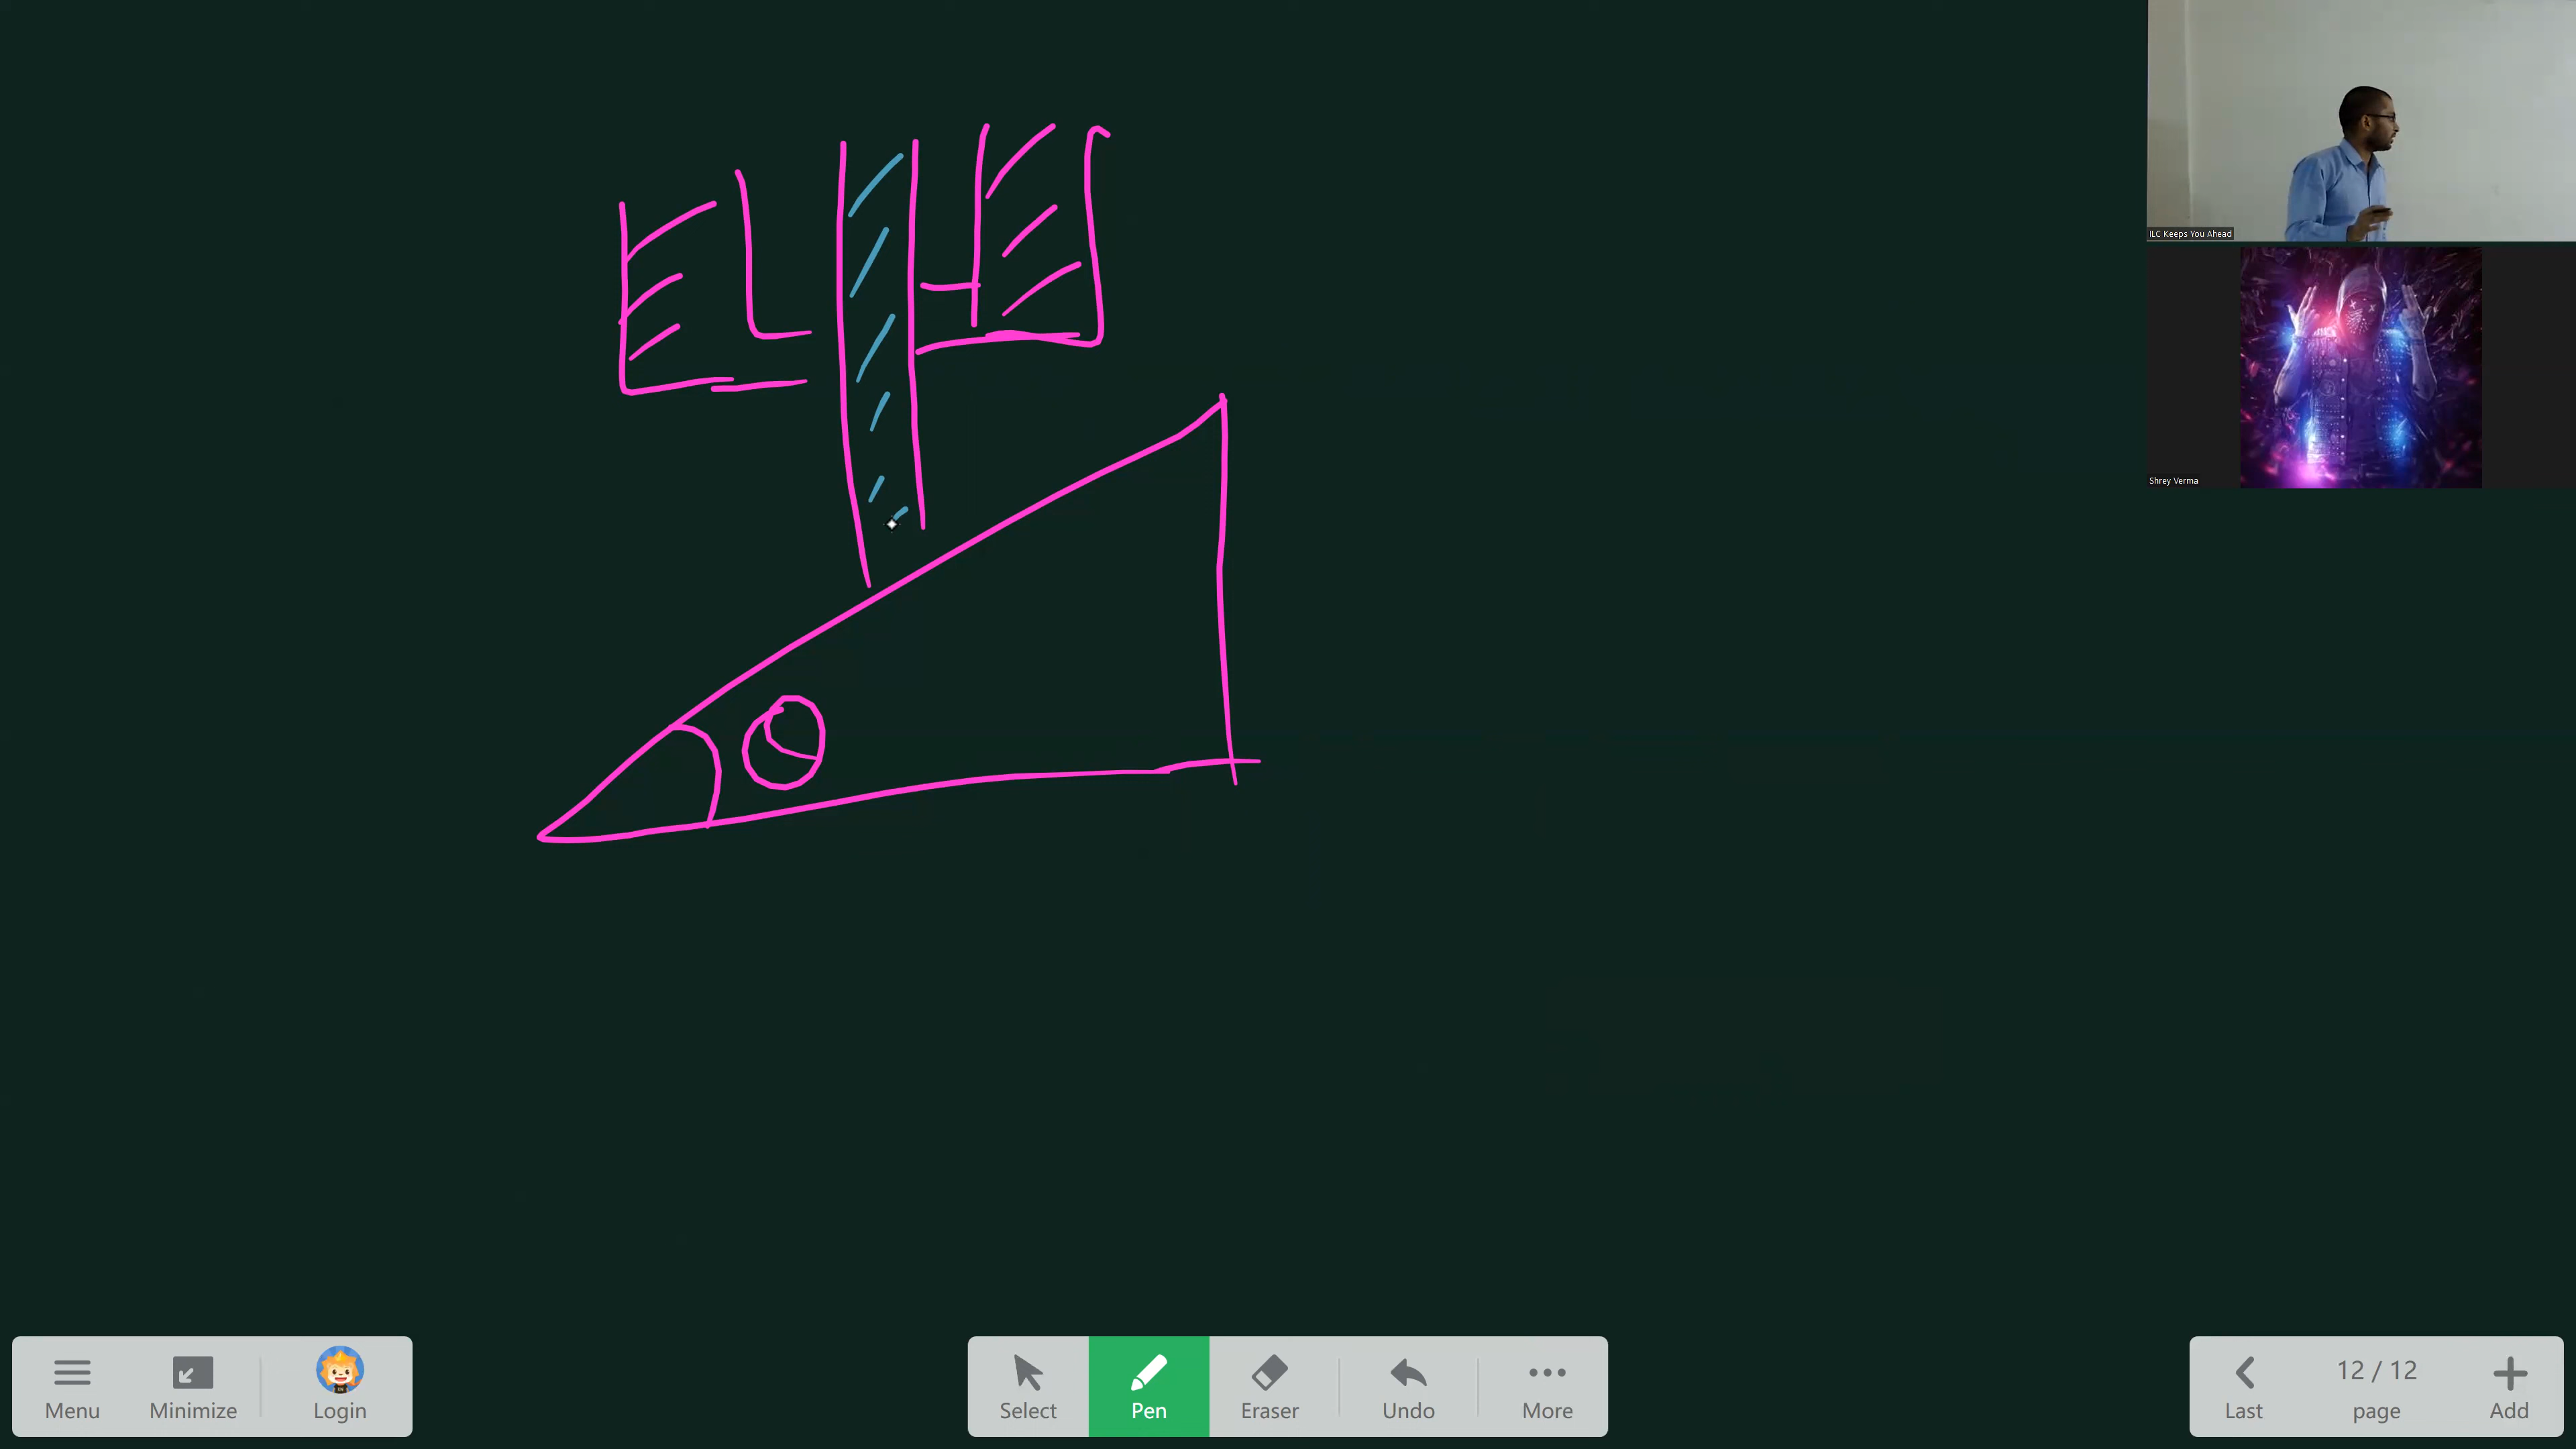 ILC Keeps You Ahead
Shrey Verma
Menu
Minimize
Login
Select
Pen
Eraser
Undo
More
Last
12 / 12
page
Add